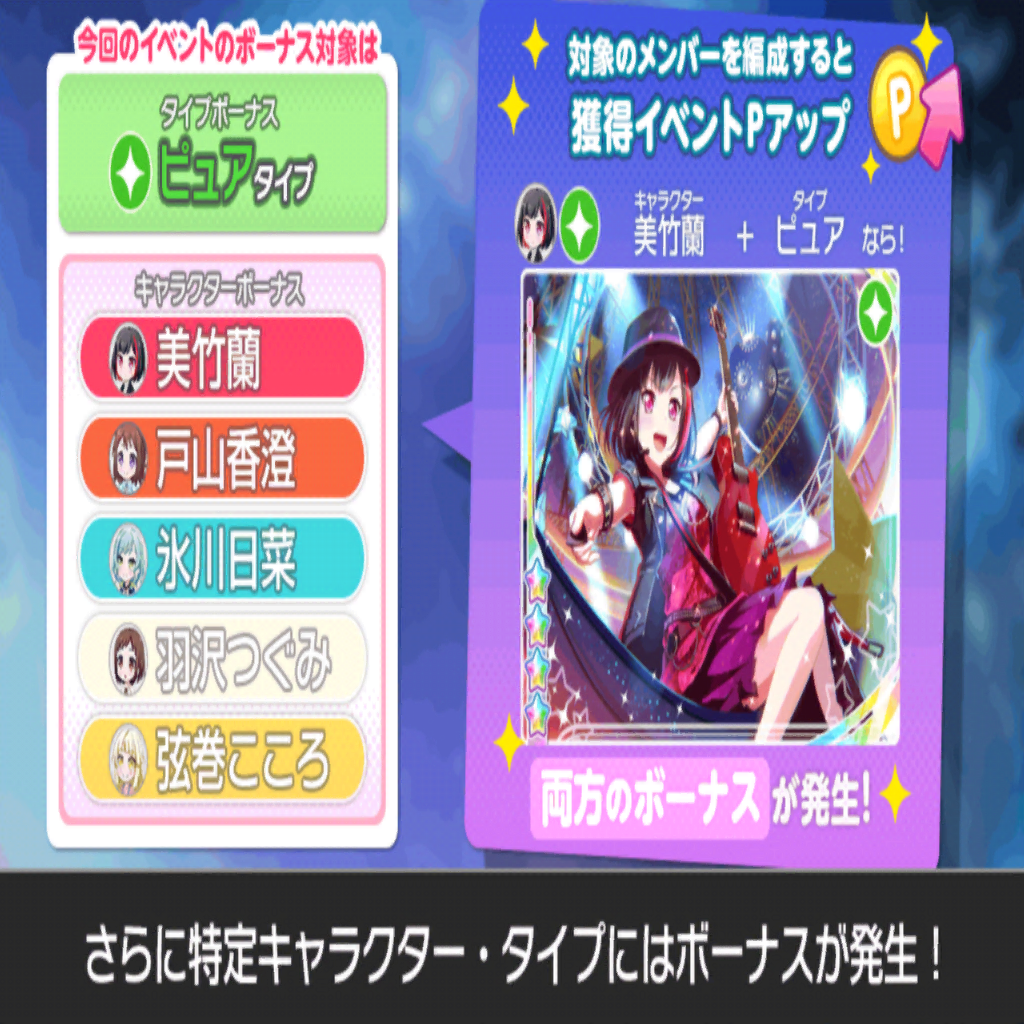 今回のイベントのボーナス対象は
タイプボーナス
ピュアタイプ
キャラクターボーナス
美竹蘭
戸山香澄
氷川日菜
羽沢つぐみ
弦巻こころ
対象のメンバーを編成すると
獲得イベントPアップ
P
キャラクター タイプ
美竹蘭 + ピュア なら!
両方のボーナスが発生!
さらに特定キャラクター・タイプにはボーナスが発生！